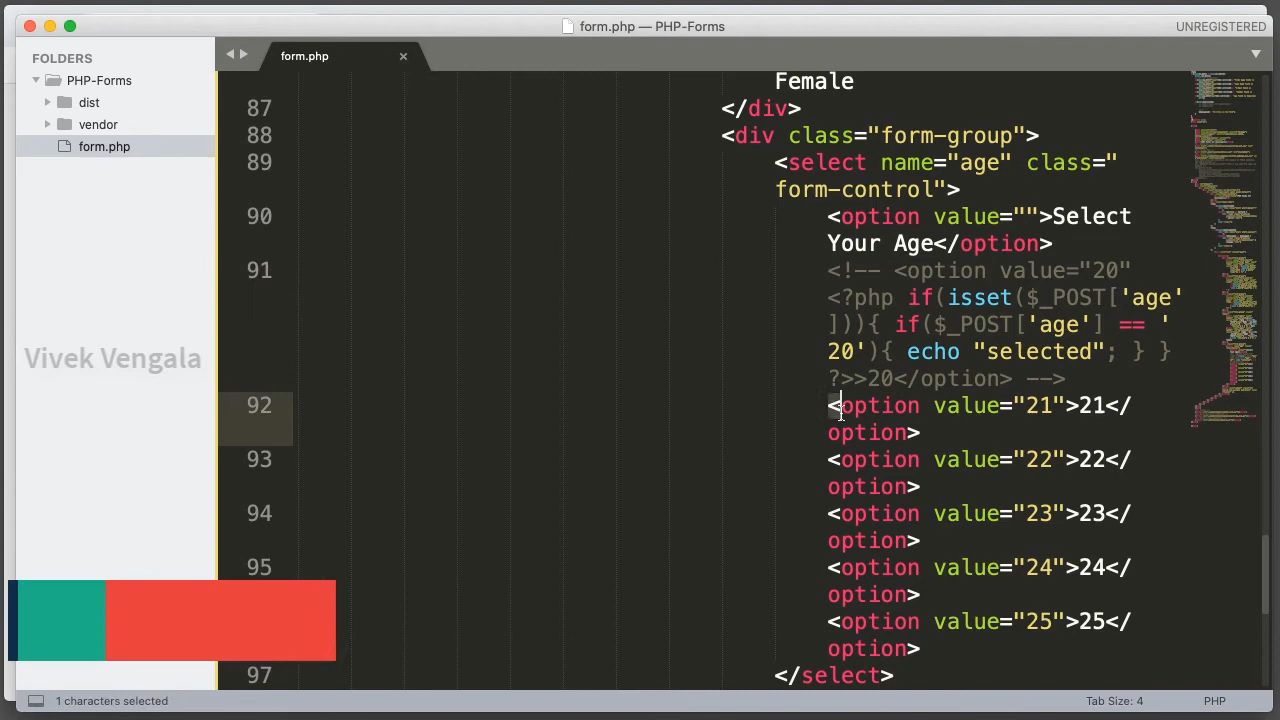 form.php — PHP-Forms
UNREGISTERED
FOLDERS
PHP-Forms
dist
vendor
form.php
form.php
Female
87 </div>
88 <div class="form-group">
89 <select name="age" class="
form-control">
90 <option value="">Select
Your Age</option>
91 <!-- <option value="20"
<?php if(isset($_POST['age'
])){ if($_POST['age'] == '
20'){ echo "selected"; } }
?>>20</option> -->
92 <option value="21">21</
option>
93 <option value="22">22</
option>
94 <option value="23">23</
option>
95 <option value="24">24</
option>
<option value="25">25</
option>
97 </select>
Vivek Vengala
1 characters selected
Tab Size: 4
PHP